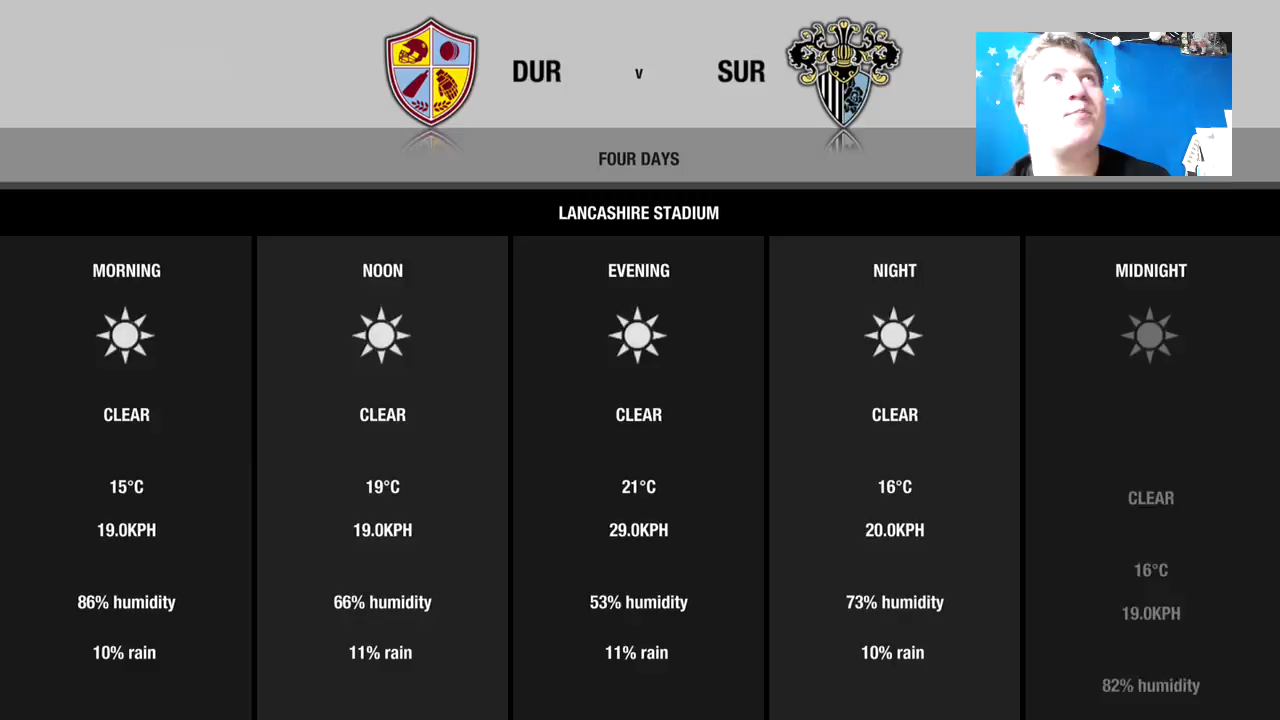 DUR v SUR
FOUR DAYS
LANCASHIRE STADIUM
MORNING
CLEAR
15°C
19.0KPH
86% humidity
10% rain
NOON
CLEAR
19°C
19.0KPH
66% humidity
11% rain
EVENING
CLEAR
21°C
29.0KPH
53% humidity
11% rain
NIGHT
CLEAR
16°C
20.0KPH
73% humidity
10% rain
MIDNIGHT
CLEAR
16°C
19.0KPH
82% humidity